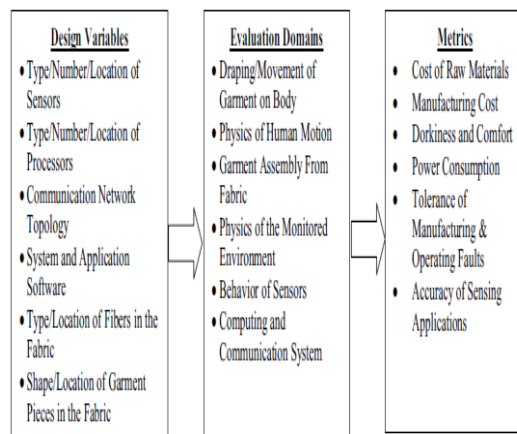 Design Variables
• Type/Number/Location of
Sensors
• Type/Number/Location of
Processors
• Communication Network
Topology
• System and Application
Software
• Type/Location of Fibers in the
Fabric
• Shape/Location of Garment
Pieces in the Fabric
Evaluation Domains
• Draping/Movement of
Garment on Body
• Physics of Human Motion
• Garment Assembly From
Fabric
• Physics of the Monitored
Environment
• Behavior of Sensors
• Computing and
Communication System
Metrics
• Cost of Raw Materials
• Manufacturing Cost
• Dorkiness and Comfort
• Power Consumption
• Tolerance of
Manufacturing &
Operating Faults
• Accuracy of Sensing
Applications